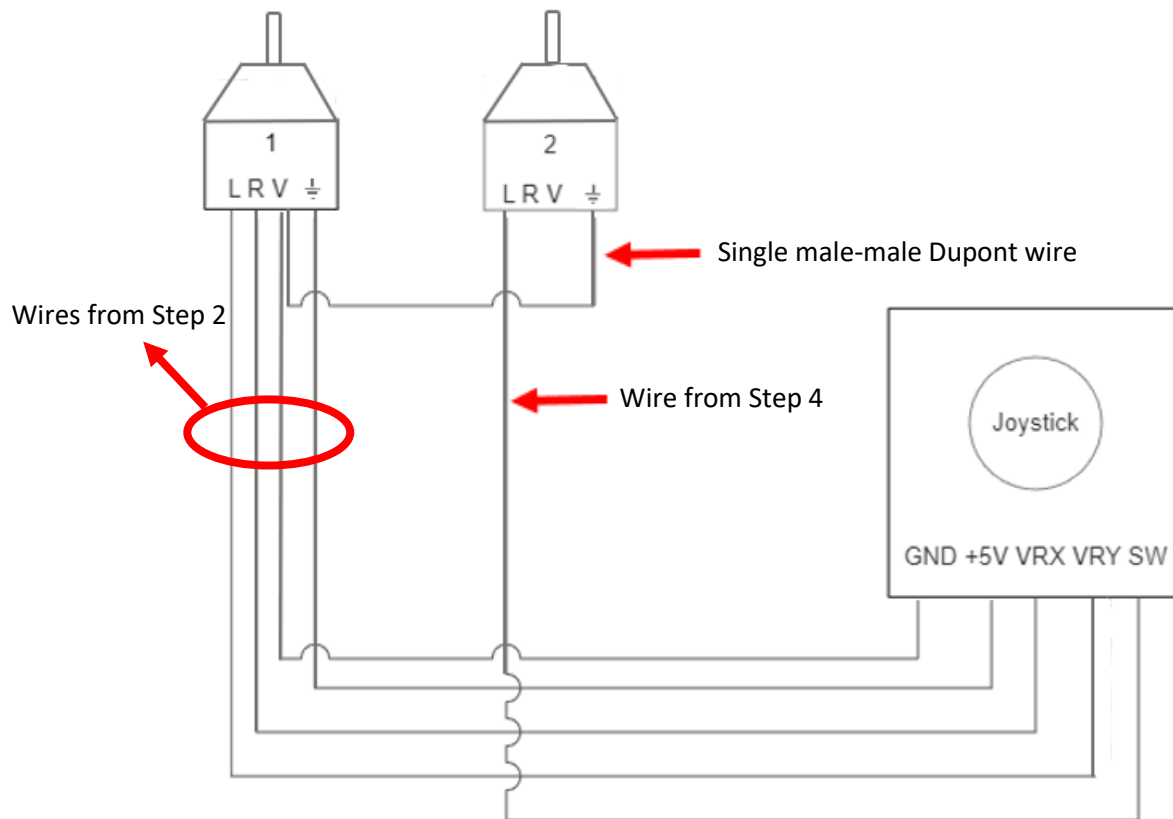 1
2
L R V ⏚
L R V ⏚
Single male-male Dupont wire
Wires from Step 2
Wire from Step 4
Joystick
GND +5V VRX VRY SW